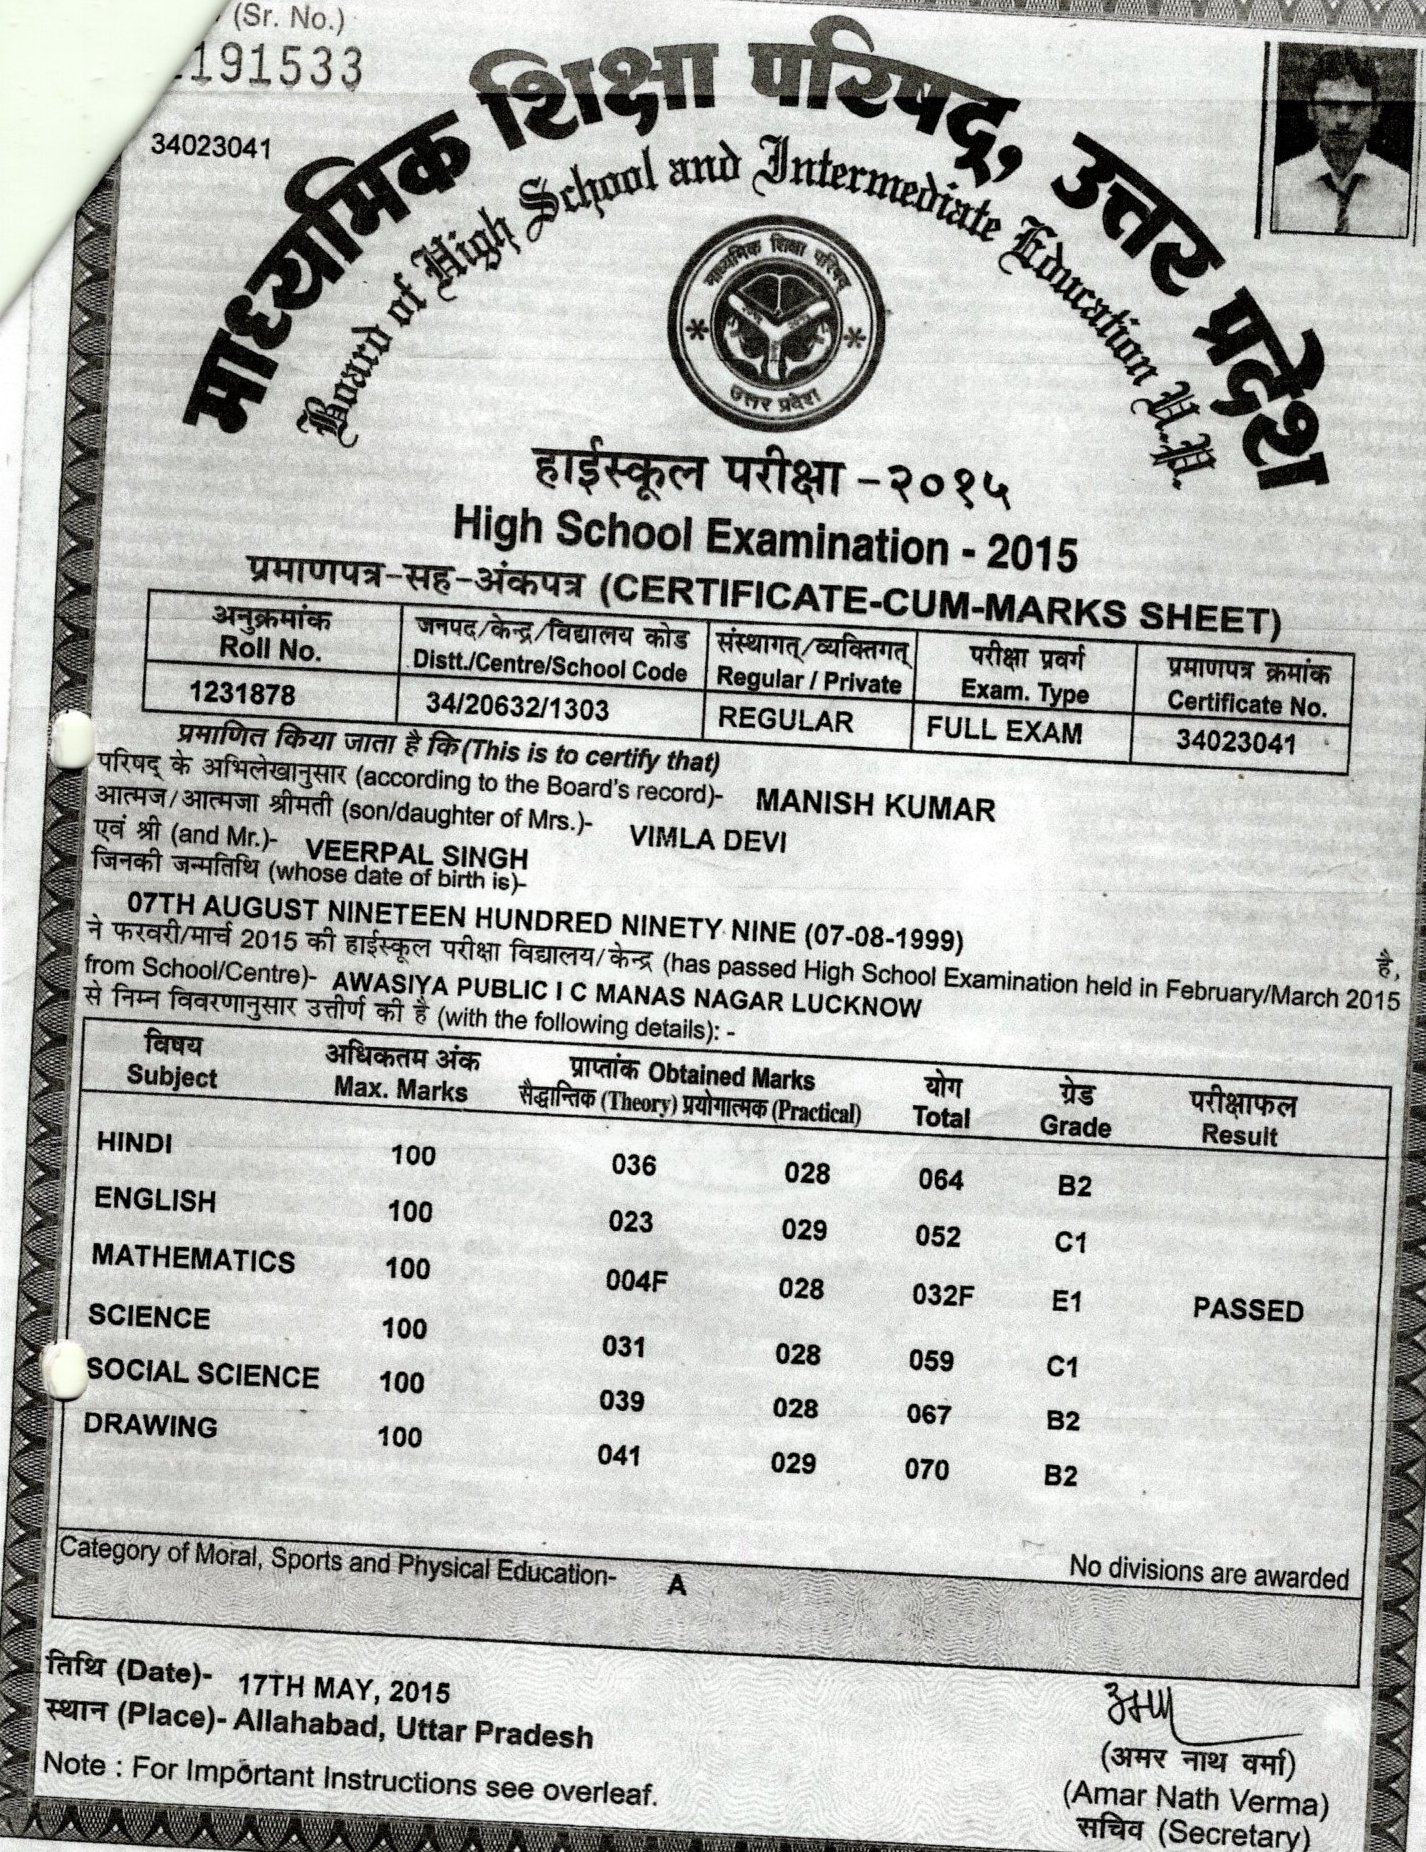 (Sr. No.)
191533
34023041
माध्यमिक शिक्षा परिषद्, उत्तर प्रदेश
Board of High School and Intermediate Education U.P.
माध्यमिक शिक्षा परिषद्
उत्तर प्रदेश
हाईस्कूल परीक्षा -२०१५
High School Examination - 2015
प्रमाणपत्र-सह-अंकपत्र (CERTIFICATE-CUM-MARKS SHEET)
अनुक्रमांक जनपद/केन्द्र/विद्यालय कोड संस्थागत्/व्यक्तिगत् परीक्षा प्रवर्ग प्रमाणपत्र क्रमांक
Roll No. Distt./Centre/School Code Regular / Private Exam. Type Certificate No.
1231878 34/20632/1303 REGULAR FULL EXAM 34023041
प्रमाणित किया जाता है कि (This is to certify that)
परिषद् के अभिलेखानुसार (according to the Board's record)- MANISH KUMAR
आत्मज/आत्मजा श्रीमती (son/daughter of Mrs.)- VIMLA DEVI
एवं श्री (and Mr.)- VEERPAL SINGH
जिनकी जन्मतिथि (whose date of birth is)-
07TH AUGUST NINETEEN HUNDRED NINETY NINE (07-08-1999) है,
ने फरवरी/मार्च 2015 की हाईस्कूल परीक्षा विद्यालय/केन्द्र (has passed High School Examination held in February/March 2015
from School/Centre)- AWASIYA PUBLIC I C MANAS NAGAR LUCKNOW
से निम्न विवरणानुसार उत्तीर्ण की है (with the following details): -
विषय अधिकतम अंक प्राप्तांक Obtained Marks योग ग्रेड परीक्षाफल
Subject Max. Marks सैद्धान्तिक (Theory) प्रयोगात्मक (Practical) Total Grade Result
HINDI 100 036 028 064 B2
ENGLISH 100 023 029 052 C1
MATHEMATICS 100 004F 028 032F E1 PASSED
SCIENCE 100 031 028 059 C1
SOCIAL SCIENCE 100 039 028 067 B2
DRAWING 100 041 029 070 B2
Category of Moral, Sports and Physical Education- A No divisions are awarded
तिथि (Date)- 17TH MAY, 2015
स्थान (Place)- Allahabad, Uttar Pradesh
Note : For Important Instructions see overleaf.
(अमर नाथ वर्मा)
(Amar Nath Verma)
सचिव (Secretary)